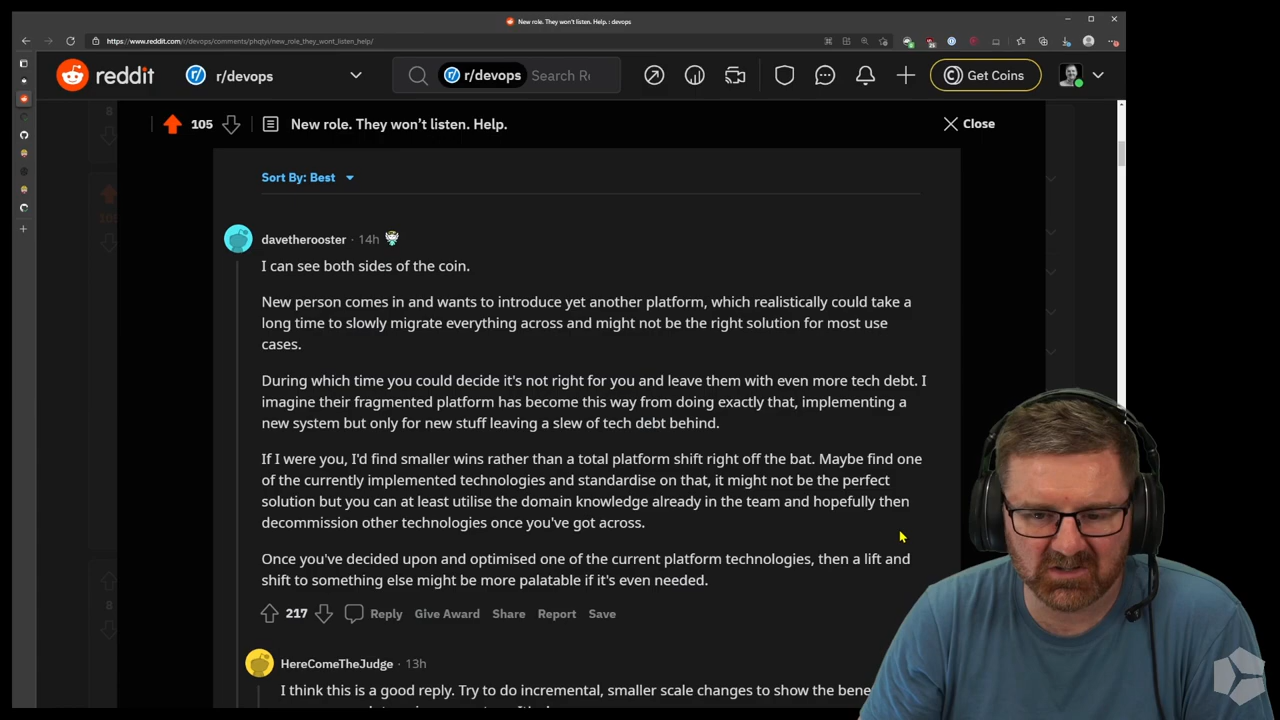 New role. They won't listen. Help. : devops
https://www.reddit.com/r/devops/comments/phqtyi/new_role_they_wont_listen_help/
reddit
r/devops
r/devops
Get Coins
105
New role. They won't listen. Help.
Close
Sort By: Best
davetherooster · 14h
I can see both sides of the coin.
New person comes in and wants to introduce yet another platform, which realistically could take a
long time to slowly migrate everything across and might not be the right solution for most use
cases.
During which time you could decide it's not right for you and leave them with even more tech debt. I
imagine their fragmented platform has become this way from doing exactly that, implementing a
new system but only for new stuff leaving a slew of tech debt behind.
If I were you, I'd find smaller wins rather than a total platform shift right off the bat. Maybe find one
of the currently implemented technologies and standardise on that, it might not be the perfect
solution but you can at least utilise the domain knowledge already in the team and hopefully then
decommission other technologies once you've got across.
Once you've decided upon and optimised one of the current platform technologies, then a lift and
shift to something else might be more palatable if it's even needed.
217
Reply
Give Award
Share
Report
Save
HereComeTheJudge · 13h
I think this is a good reply. Try to do incremental, smaller scale changes to show the